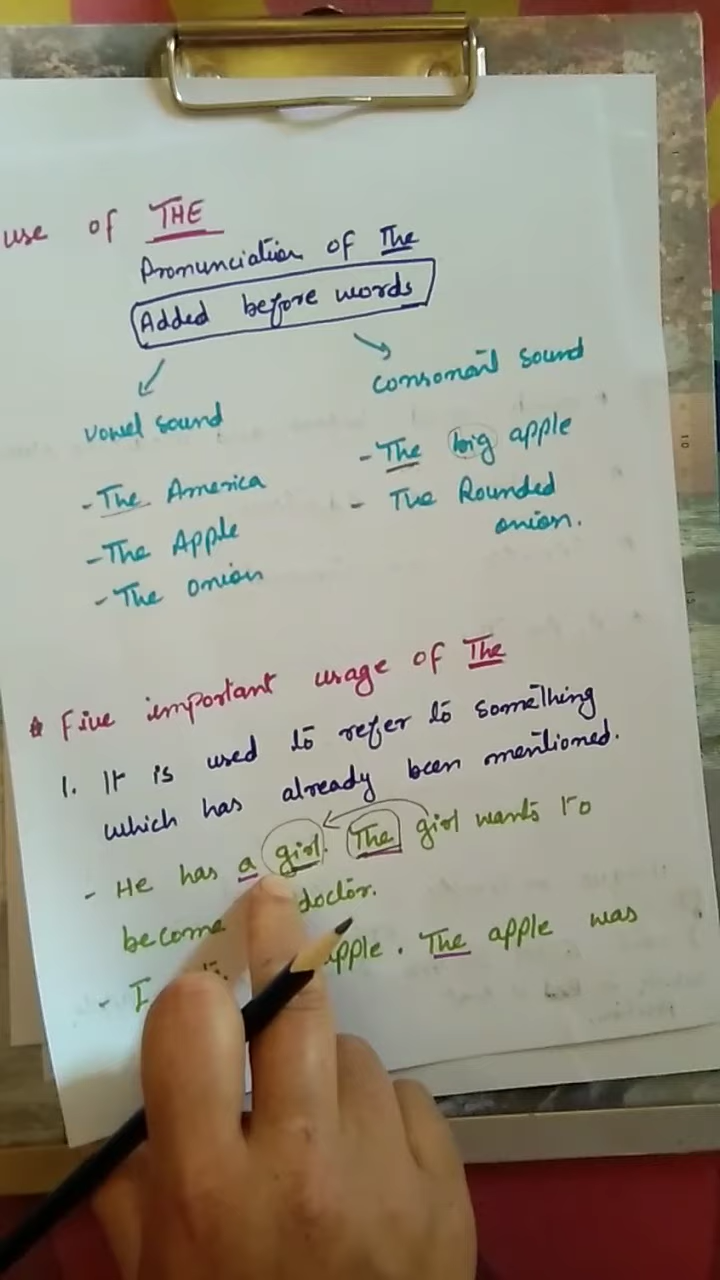 use of THE
Pronunciation of The
Added before words
vowel sound
- The America
- The Apple
- The onion
consonant sound
- The big apple
- The Rounded
onion.
Five important usage of The
1. It is used to refer to something
which has already been mentioned.
- He has a girl. The girl wants to
become doctor.
- I apple. The apple was